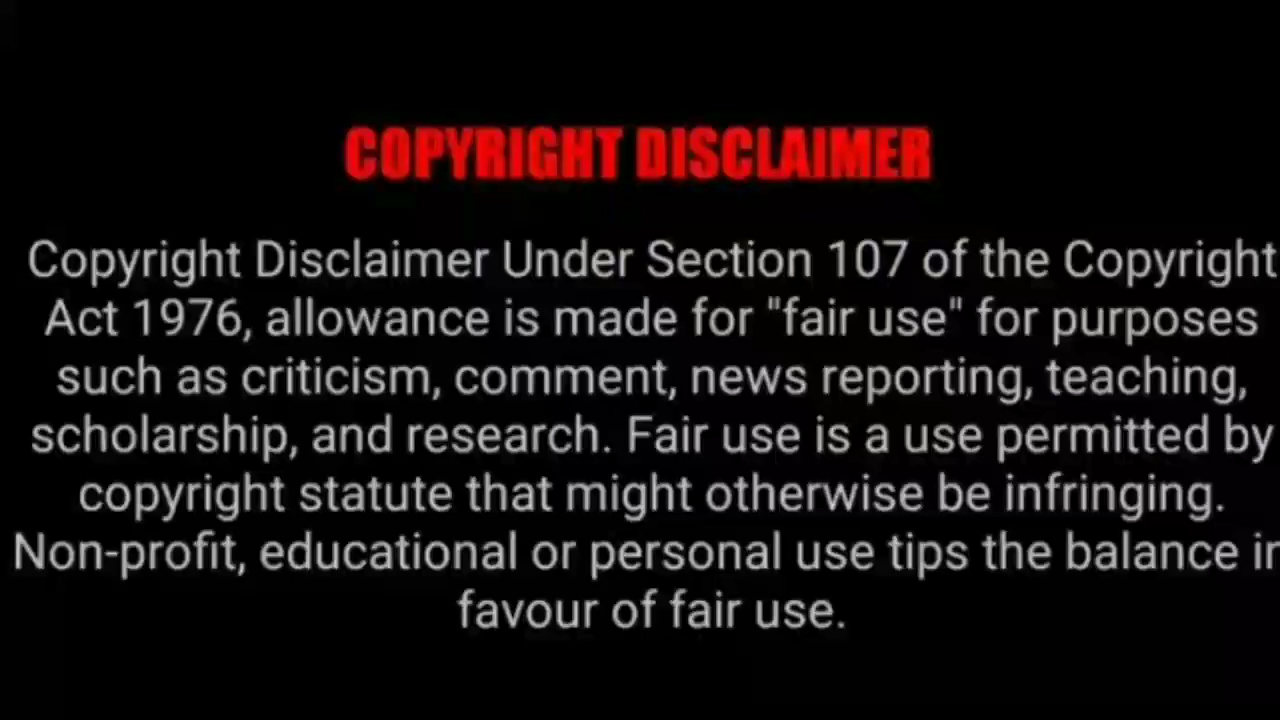 COPYRIGHT DISCLAIMER
Copyright Disclaimer Under Section 107 of the Copyright
Act 1976, allowance is made for "fair use" for purposes
such as criticism, comment, news reporting, teaching,
scholarship, and research. Fair use is a use permitted by
copyright statute that might otherwise be infringing.
Non-profit, educational or personal use tips the balance in
favour of fair use.